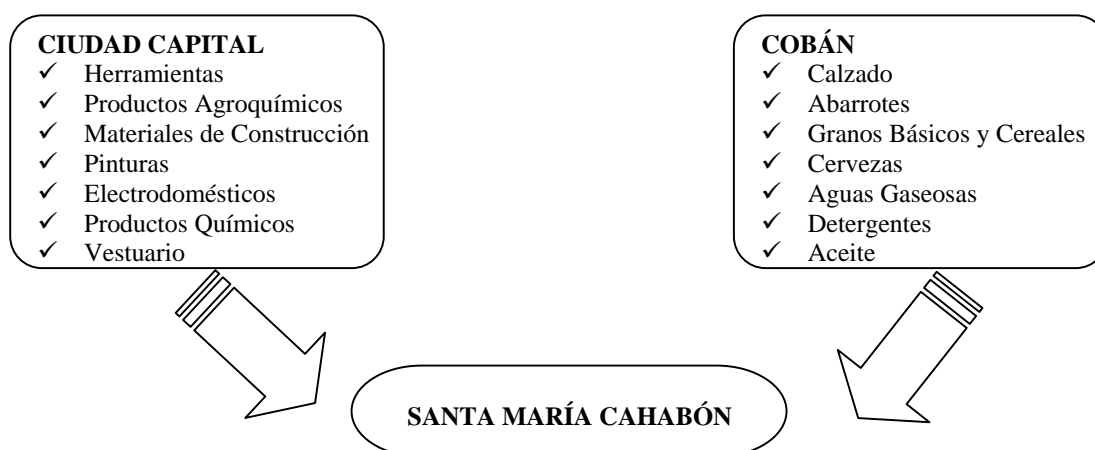 CIUDAD CAPITAL
✓ Herramientas
✓ Productos Agroquímicos
✓ Materiales de Construcción
✓ Pinturas
✓ Electrodomésticos
✓ Productos Químicos
✓ Vestuario
COBÁN
✓ Calzado
✓ Abarrotes
✓ Granos Básicos y Cereales
✓ Cervezas
✓ Aguas Gaseosas
✓ Detergentes
✓ Aceite
SANTA MARÍA CAHABÓN